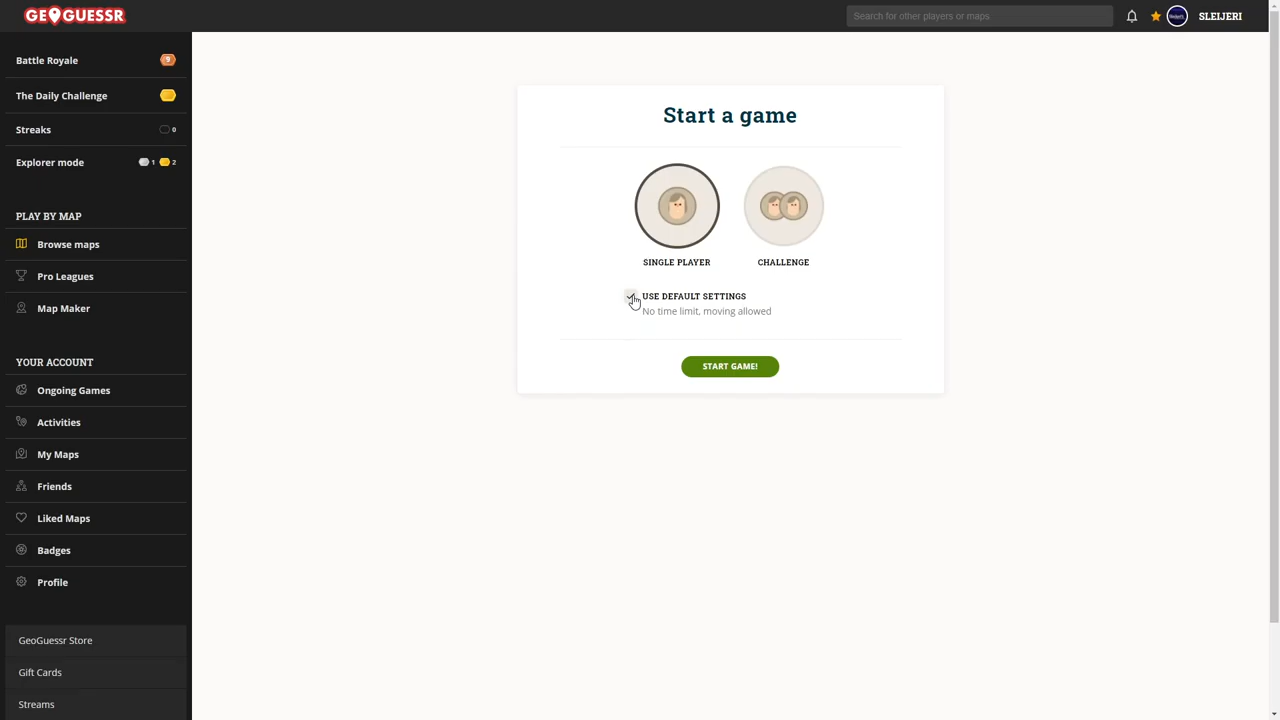 GEOGUESSR
Search for other players or maps
SLEIJERI
Battle Royale
9
The Daily Challenge
Streaks
0
Explorer mode
1
2
PLAY BY MAP
Browse maps
Pro Leagues
Map Maker
YOUR ACCOUNT
Ongoing Games
Activities
My Maps
Friends
Liked Maps
Badges
Profile
GeoGuessr Store
Gift Cards
Streams
Start a game
SINGLE PLAYER
CHALLENGE
USE DEFAULT SETTINGS
No time limit, moving allowed
START GAME!